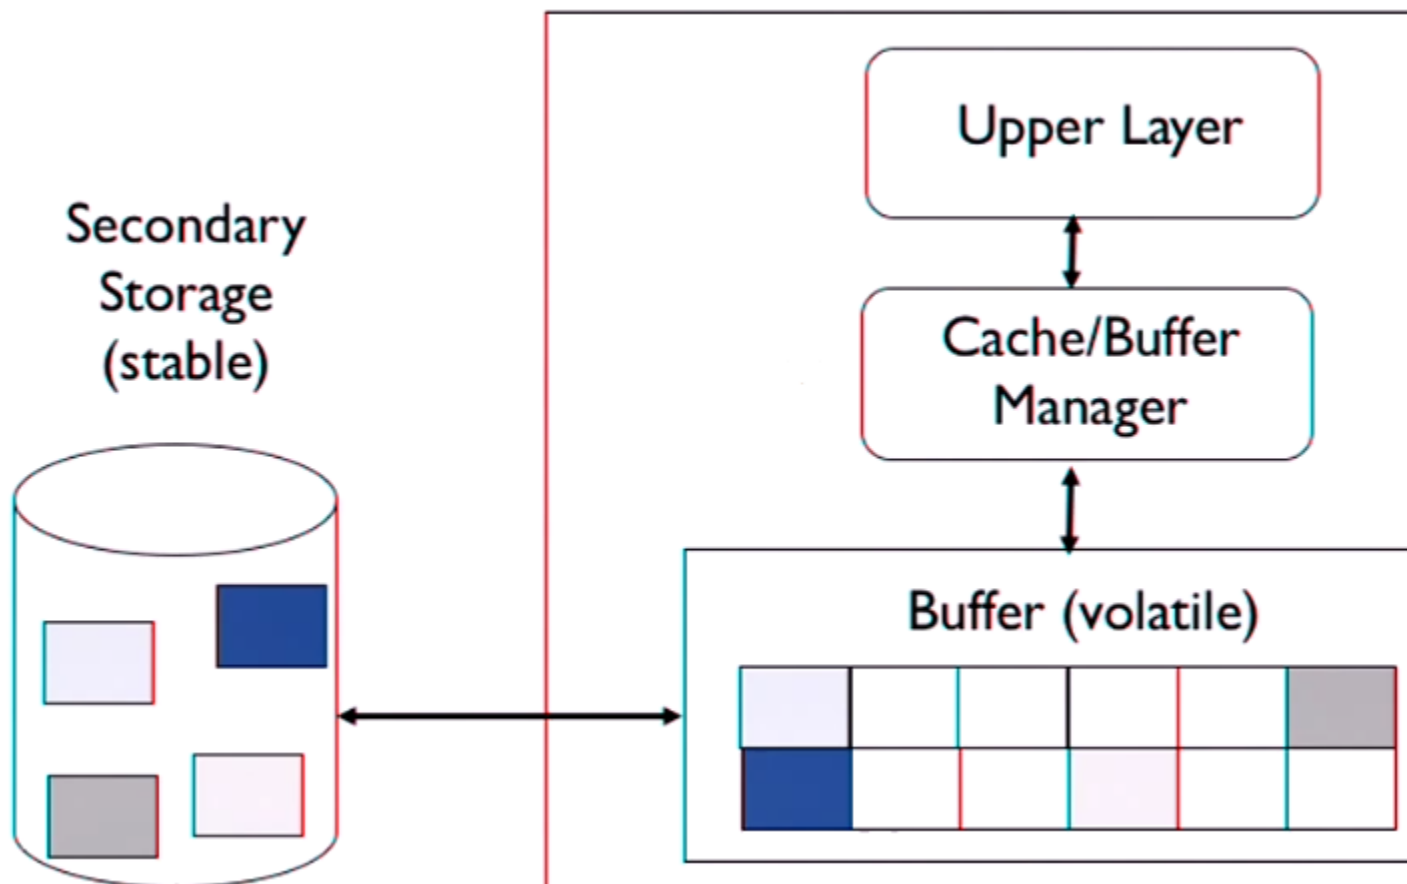 Upper Layer
Secondary
Storage
(stable)
Cache/Buffer
Manager
Buffer (volatile)